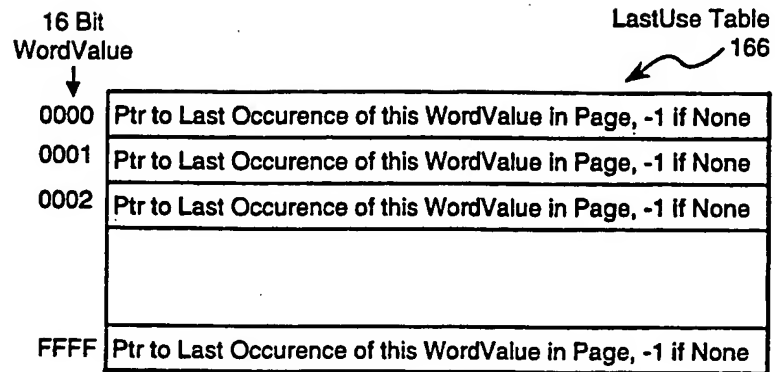 16 Bit
WordValue
LastUse Table
166
0000 Ptr to Last Occurence of this WordValue in Page, -1 if None
0001 Ptr to Last Occurence of this WordValue in Page, -1 if None
0002 Ptr to Last Occurence of this WordValue in Page, -1 if None
FFFF Ptr to Last Occurence of this WordValue in Page, -1 if None